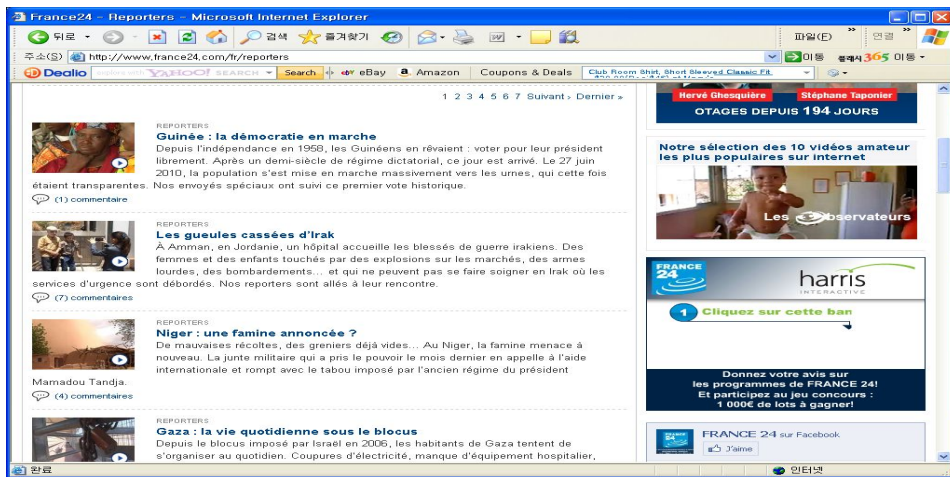 France24 - Reporters - Microsoft Internet Explorer
뒤로 검색 즐겨찾기 파일(F) 연결
주소(S) http://www.france24.com/fr/reporters 이동 플래시365 이동
Dealio YAHOO! SEARCH Search eBay Amazon Coupons & Deals Club Room Shirt, Short Sleeved Classic Fit
1 2 3 4 5 6 7 Suivant › Dernier »
REPORTERS
Guinée : la démocratie en marche
Depuis l'indépendance en 1958, les Guinéens en rêvaient : voter pour leur président
librement. Après un demi-siècle de régime dictatorial, ce jour est arrivé. Le 27 juin
2010, la population s'est mise en marche massivement vers les urnes, qui cette fois
étaient transparentes. Nos envoyés spéciaux ont suivi ce premier vote historique.
(1) commentaire
REPORTERS
Les gueules cassées d'Irak
À Amman, en Jordanie, un hôpital accueille les blessés de guerre irakiens. Des
femmes et des enfants touchés par des explosions sur les marchés, des armes
lourdes, des bombardements... et qui ne peuvent pas se faire soigner en Irak où les
services d'urgence sont débordés. Nos reporters sont allés à leur rencontre.
(7) commentaires
REPORTERS
Niger : une famine annoncée ?
De mauvaises récoltes, des greniers déjà vides... Au Niger, la famine menace à
nouveau. La junte militaire qui a pris le pouvoir le mois dernier en appelle à l'aide
internationale et rompt avec le tabou imposé par l'ancien régime du président
Mamadou Tandja.
(4) commentaires
REPORTERS
Gaza : la vie quotidienne sous le blocus
Depuis le blocus imposé par Israël en 2006, les habitants de Gaza tentent de
s'organiser au quotidien. Coupures d'électricité, manque d'équipement hospitalier,
Hervé Ghesquière Stéphane Taponier
OTAGES DEPUIS 194 JOURS
Notre sélection des 10 vidéos amateur
les plus populaires sur internet
Les Observateurs
FRANCE 24
harris
INTERACTIVE
1 Cliquez sur cette ban
Donnez votre avis sur
les programmes de FRANCE 24!
Et participez au jeu concours :
1 000€ de lots à gagner!
FRANCE 24
FRANCE 24 sur Facebook
J'aime
완료 인터넷